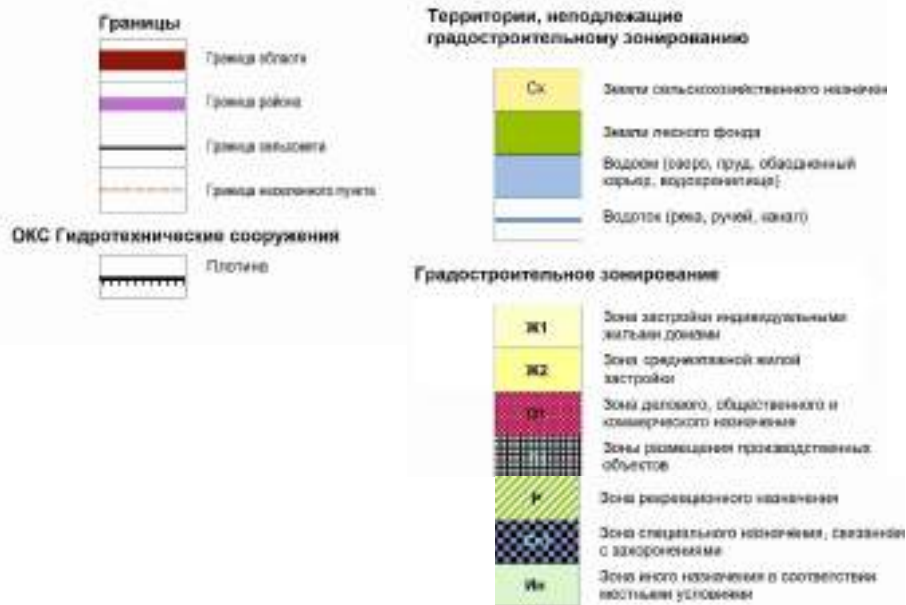 Границы
Граница области
Граница района
Граница сельсовета
Граница населенного пункта
ОКС Гидротехнические сооружения
Плотина
Территории, неподлежащие
градостроительному зонированию
Сх
Земли сельскохозяйственного назначен
Земли лесного фонда
Водоем (озеро, пруд, обводненный
карьер, водохранилище)
Водоток (река, ручей, канал)
Градостроительное зонирование
Ж1
Зона застройки индивидуальными
жилыми домами
Ж2
Зона среднеэтажной жилой
застройки
Зона делового, общественного и
коммерческого назначения
Зоны размещения производственных
объектов
Р
Зона рекреационного назначения
Зона специального назначения, связанное
с захоронениями
Ин
Зона иного назначения в соответствии
местными условиями